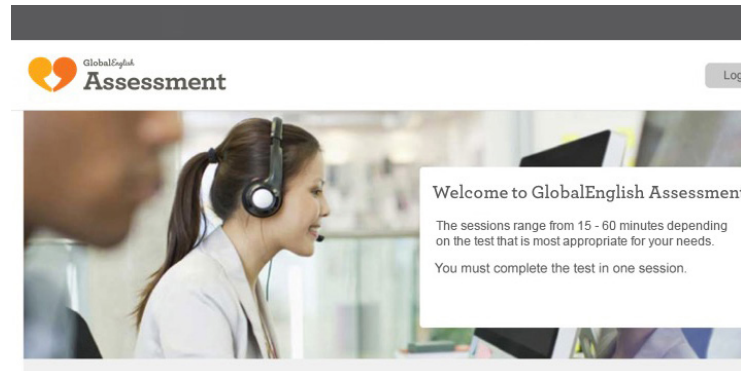 GlobalEnglish
Assessment
Log
Welcome to GlobalEnglish Assessment
The sessions range from 15 - 60 minutes depending
on the test that is most appropriate for your needs.
You must complete the test in one session.